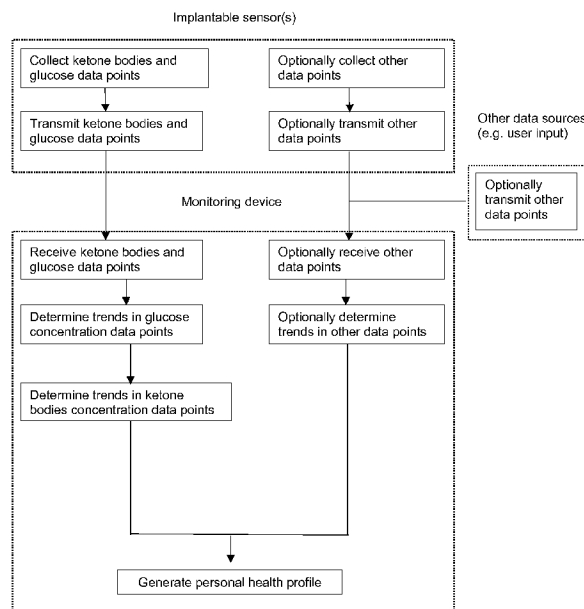 Implantable sensor(s)
Collect ketone bodies and
glucose data points
Optionally collect other
data points
Transmit ketone bodies and
glucose data points
Optionally transmit other
data points
Other data sources
(e.g. user input)
Optionally
transmit other
data points
Monitoring device
Receive ketone bodies and
glucose data points
Optionally receive other
data points
Determine trends in glucose
concentration data points
Optionally determine
trends in other data points
Determine trends in ketone
bodies concentration data points
Generate personal health profile